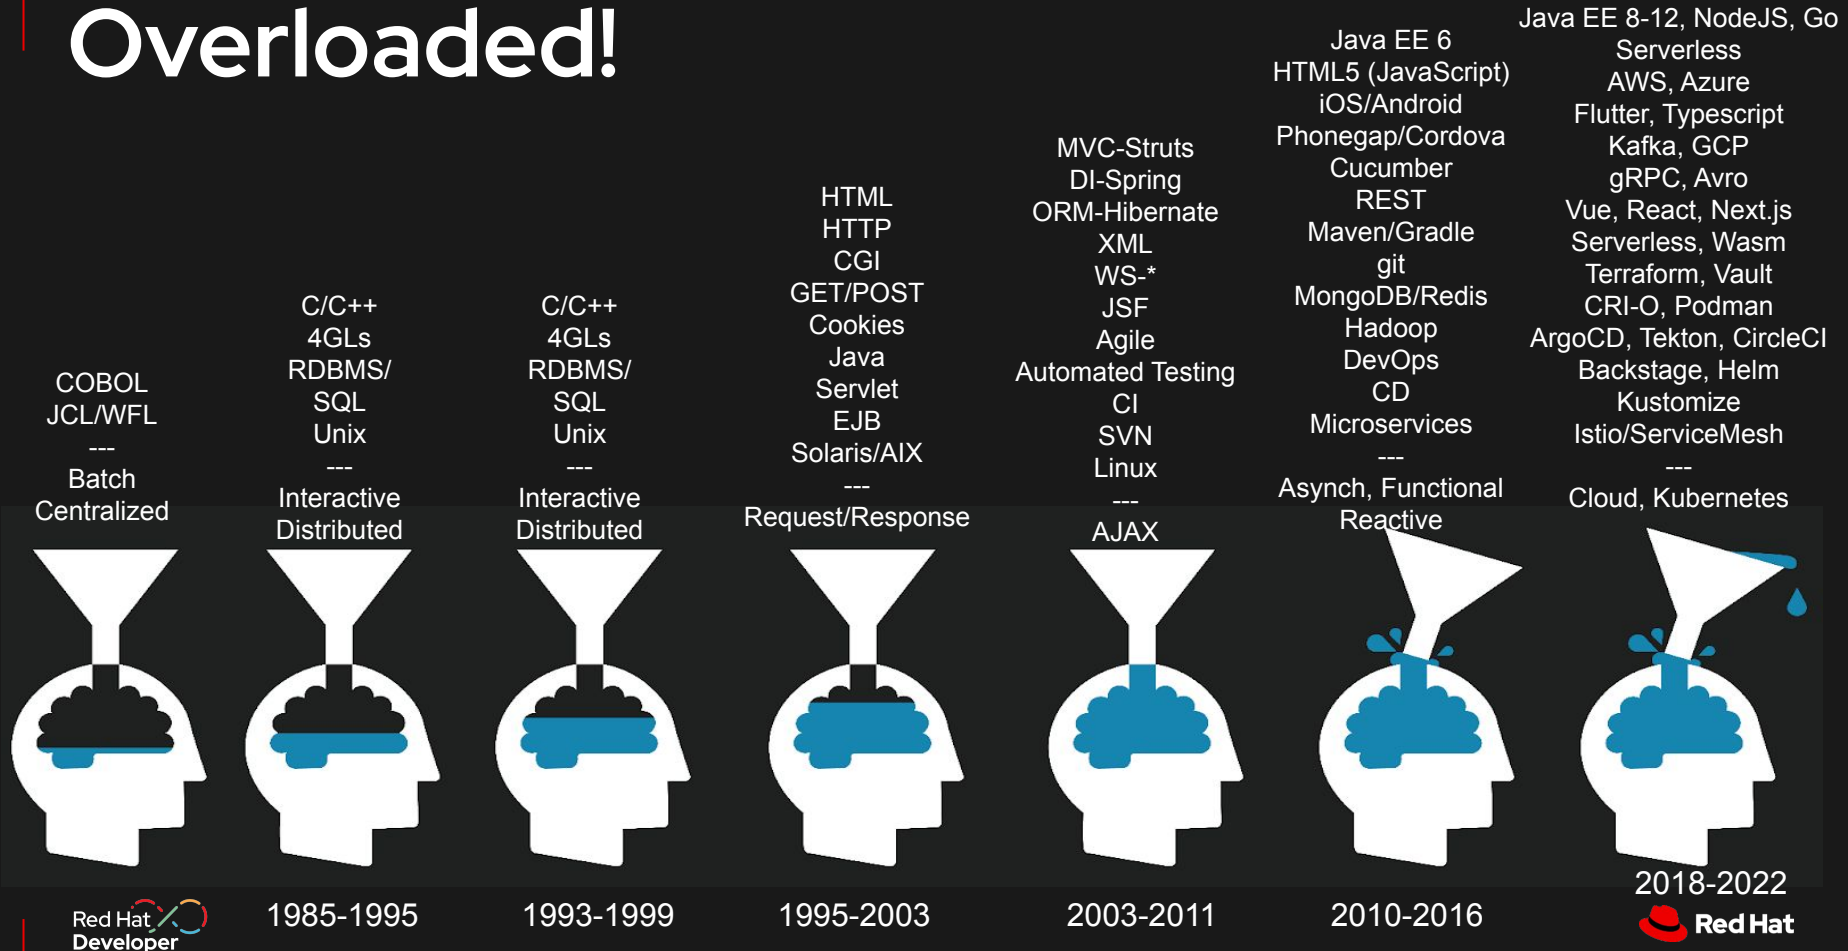 Overloaded!
COBOL
JCL/WFL
---
Batch
Centralized
C/C++
4GLs
RDBMS/
SQL
Unix
---
Interactive
Distributed
C/C++
4GLs
RDBMS/
SQL
Unix
---
Interactive
Distributed
HTML
HTTP
CGI
GET/POST
Cookies
Java
Servlet
EJB
Solaris/AIX
---
Request/Response
MVC-Struts
DI-Spring
ORM-Hibernate
XML
WS-*
JSF
Agile
Automated Testing
CI
SVN
Linux
---
AJAX
Java EE 6
HTML5 (JavaScript)
iOS/Android
Phonegap/Cordova
Cucumber
REST
Maven/Gradle
git
MongoDB/Redis
Hadoop
DevOps
CD
Microservices
---
Asynch, Functional
Reactive
Java EE 8-12, NodeJS, Go
Serverless
AWS, Azure
Flutter, Typescript
Kafka, GCP
gRPC, Avro
Vue, React, Next.js
Serverless, Wasm
Terraform, Vault
CRI-O, Podman
ArgoCD, Tekton, CircleCI
Backstage, Helm
Kustomize
Istio/ServiceMesh
---
Cloud, Kubernetes
1985-1995
1993-1999
1995-2003
2003-2011
2010-2016
2018-2022
Red Hat
Developer
Red Hat